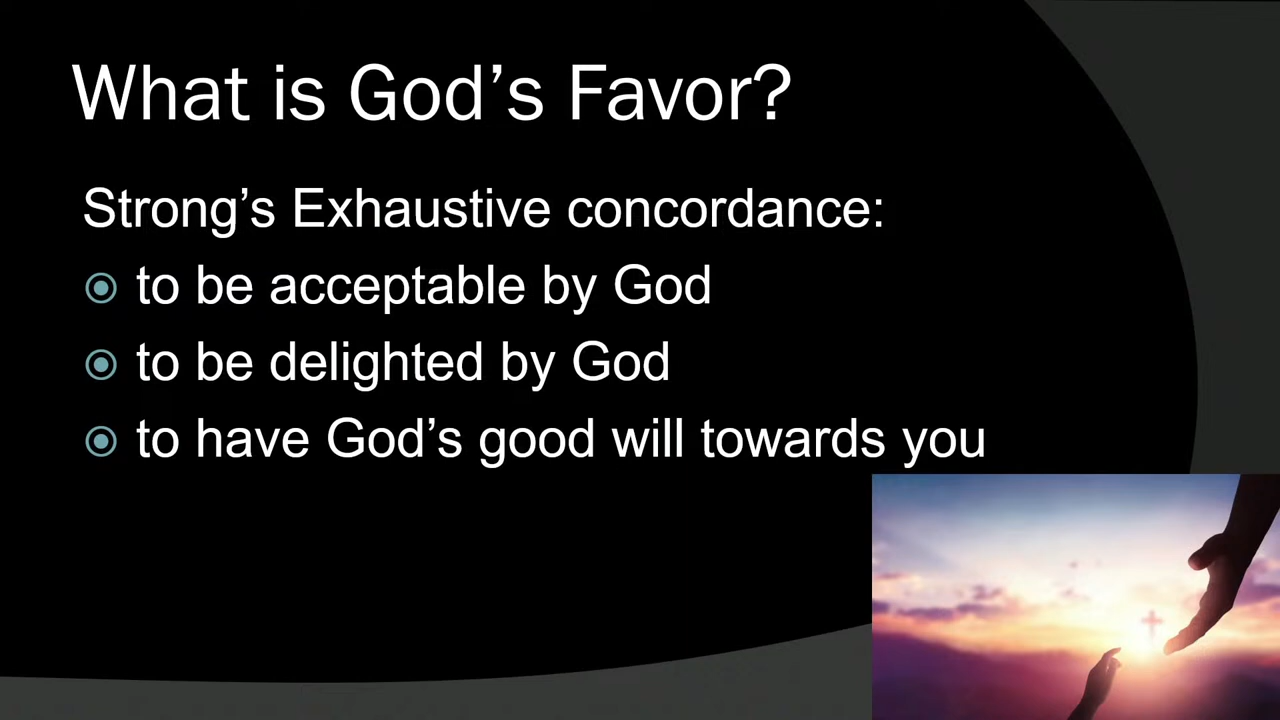 What is God’s Favor?
Strong’s Exhaustive concordance:
to be acceptable by God
to be delighted by God
to have God’s good will towards you